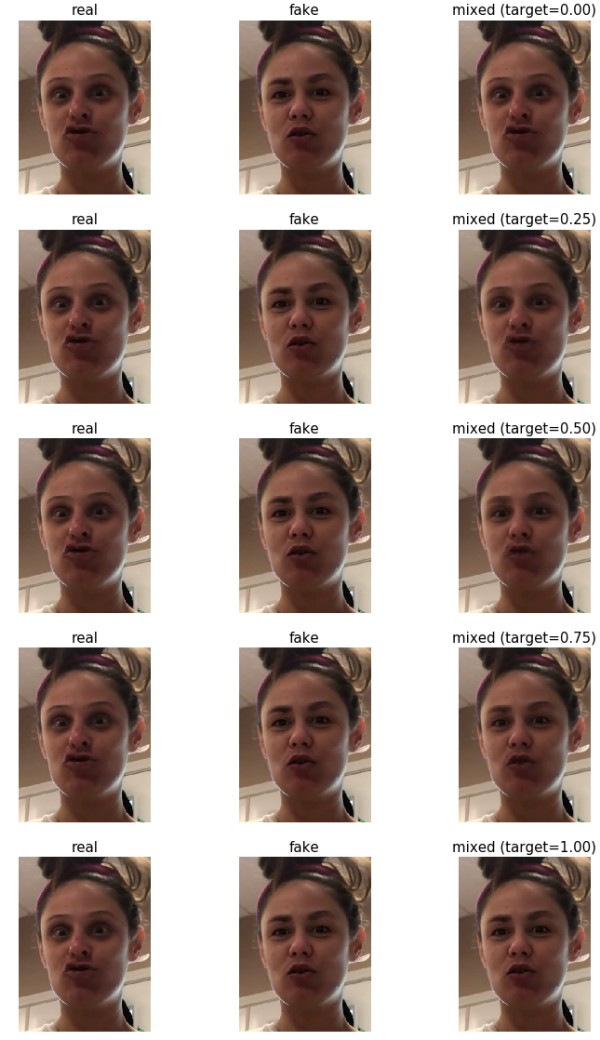 real fake mixed (target=0.00)
real fake mixed (target=0.25)
real fake mixed (target=0.50)
real fake mixed (target=0.75)
real fake mixed (target=1.00)